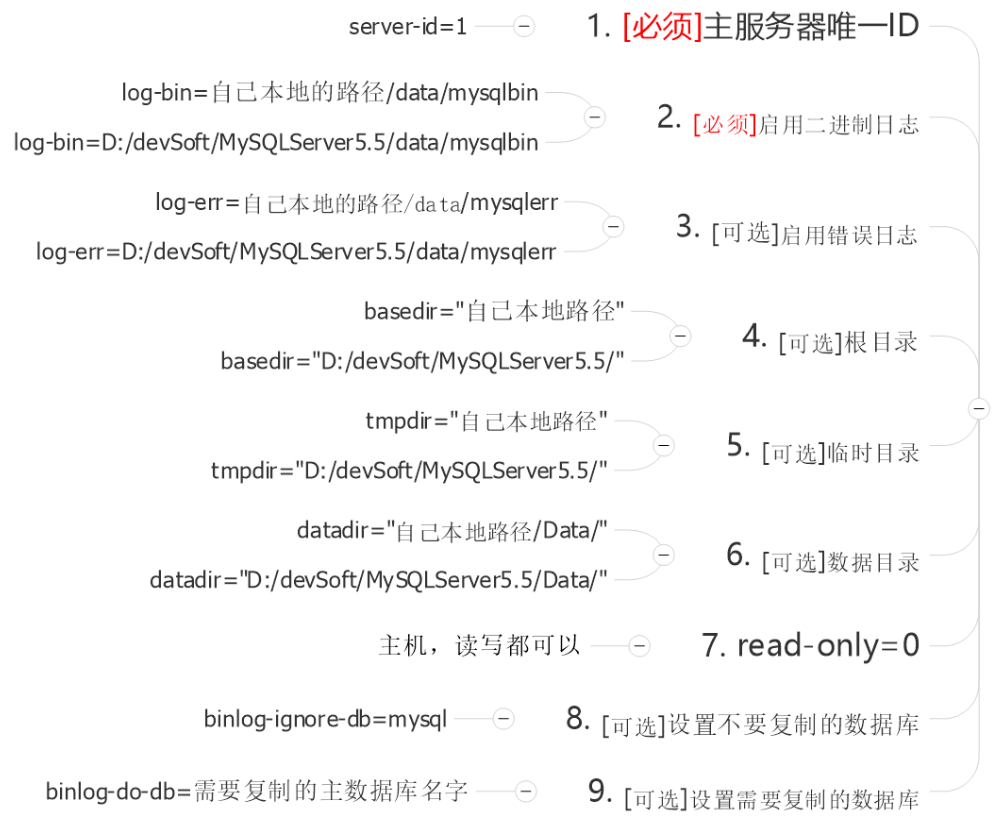 1. [必须]主服务器唯一ID
server-id=1
2. [必须]启用二进制日志
log-bin=自己本地的路径/data/mysqlbin
log-bin=D:/devSoft/MySQLServer5.5/data/mysqlbin
3. [可选]启用错误日志
log-err=自己本地的路径/data/mysqlerr
log-err=D:/devSoft/MySQLServer5.5/data/mysqlerr
4. [可选]根目录
basedir="自己本地路径"
basedir="D:/devSoft/MySQLServer5.5/"
5. [可选]临时目录
tmpdir="自己本地路径"
tmpdir="D:/devSoft/MySQLServer5.5/"
6. [可选]数据目录
datadir="自己本地路径/Data/"
datadir="D:/devSoft/MySQLServer5.5/Data/"
7. read-only=0
主机，读写都可以
8. [可选]设置不要复制的数据库
binlog-ignore-db=mysql
9. [可选]设置需要复制的数据库
binlog-do-db=需要复制的主数据库名字